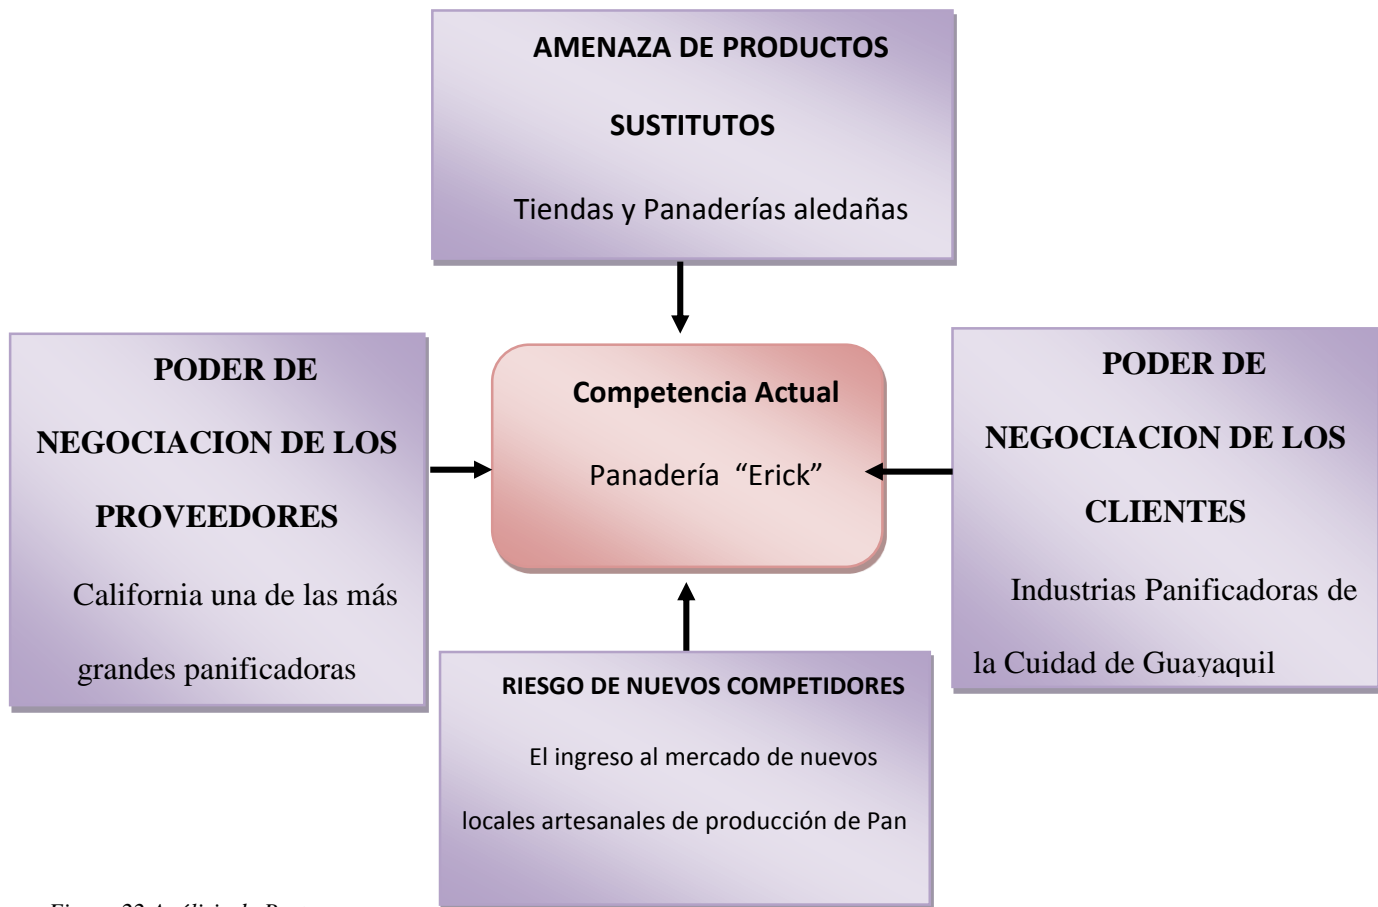 AMENAZA DE PRODUCTOS
SUSTITUTOS
Tiendas y Panaderías aledañas
PODER DE
NEGOCIACION DE LOS
PROVEEDORES
California una de las más
grandes panificadoras
Competencia Actual
Panadería “Erick”
PODER DE
NEGOCIACION DE LOS
CLIENTES
Industrias Panificadoras de
la Cuidad de Guayaquil
RIESGO DE NUEVOS COMPETIDORES
El ingreso al mercado de nuevos
locales artesanales de producción de Pan